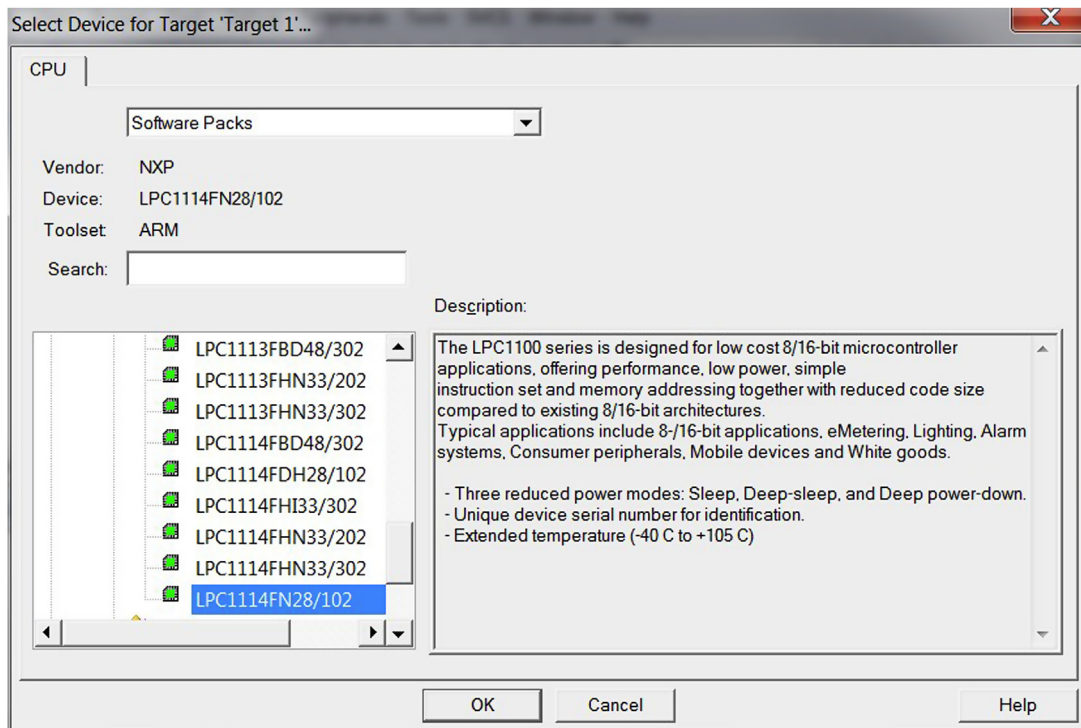 Tools SVCS Window Help
Select Device for Target 'Target 1'...
X
CPU
Software Packs
Vendor: NXP
Device: LPC1114FN28/102
Toolset: ARM
Search:
Description:
LPC1113FBD48/302
LPC1113FHN33/202
LPC1113FHN33/302
LPC1114FBD48/302
LPC1114FDH28/102
LPC1114FHI33/302
LPC1114FHN33/202
LPC1114FHN33/302
LPC1114FN28/102
The LPC1100 series is designed for low cost 8/16-bit microcontroller
applications, offering performance, low power, simple
instruction set and memory addressing together with reduced code size
compared to existing 8/16-bit architectures.
Typical applications include 8-/16-bit applications, eMetering, Lighting, Alarm
systems, Consumer peripherals, Mobile devices and White goods.
- Three reduced power modes: Sleep, Deep-sleep, and Deep power-down.
- Unique device serial number for identification.
- Extended temperature (-40 C to +105 C)
OK Cancel Help